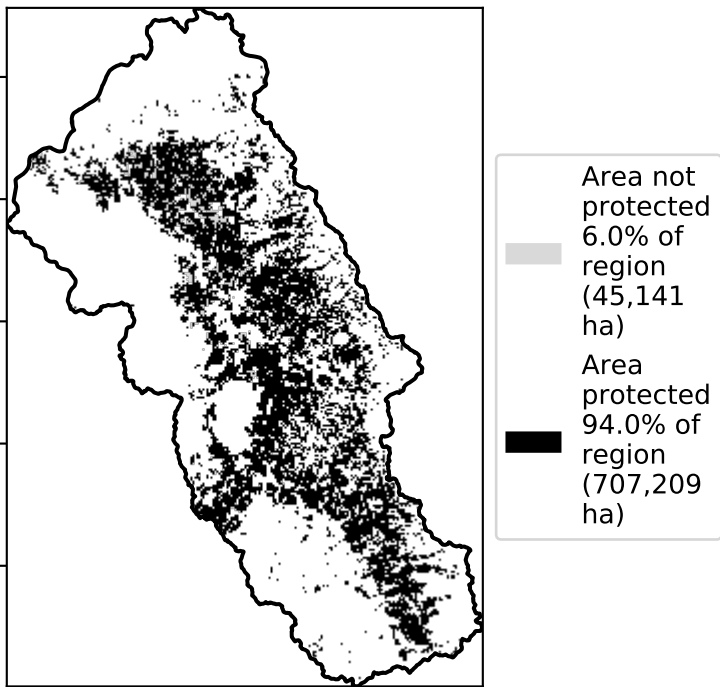 Area not
protected
6.0% of
region
(45,141
ha)
Area
protected
94.0% of
region
(707,209
ha)